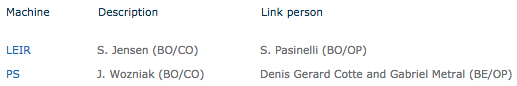 Machine Description Link person
LEIR S. Jensen (BO/CO) S. Pasinelli (BO/OP)
PS J. Wozniak (BO/CO) Denis Gerard Cotte and Gabriel Metral (BE/OP)